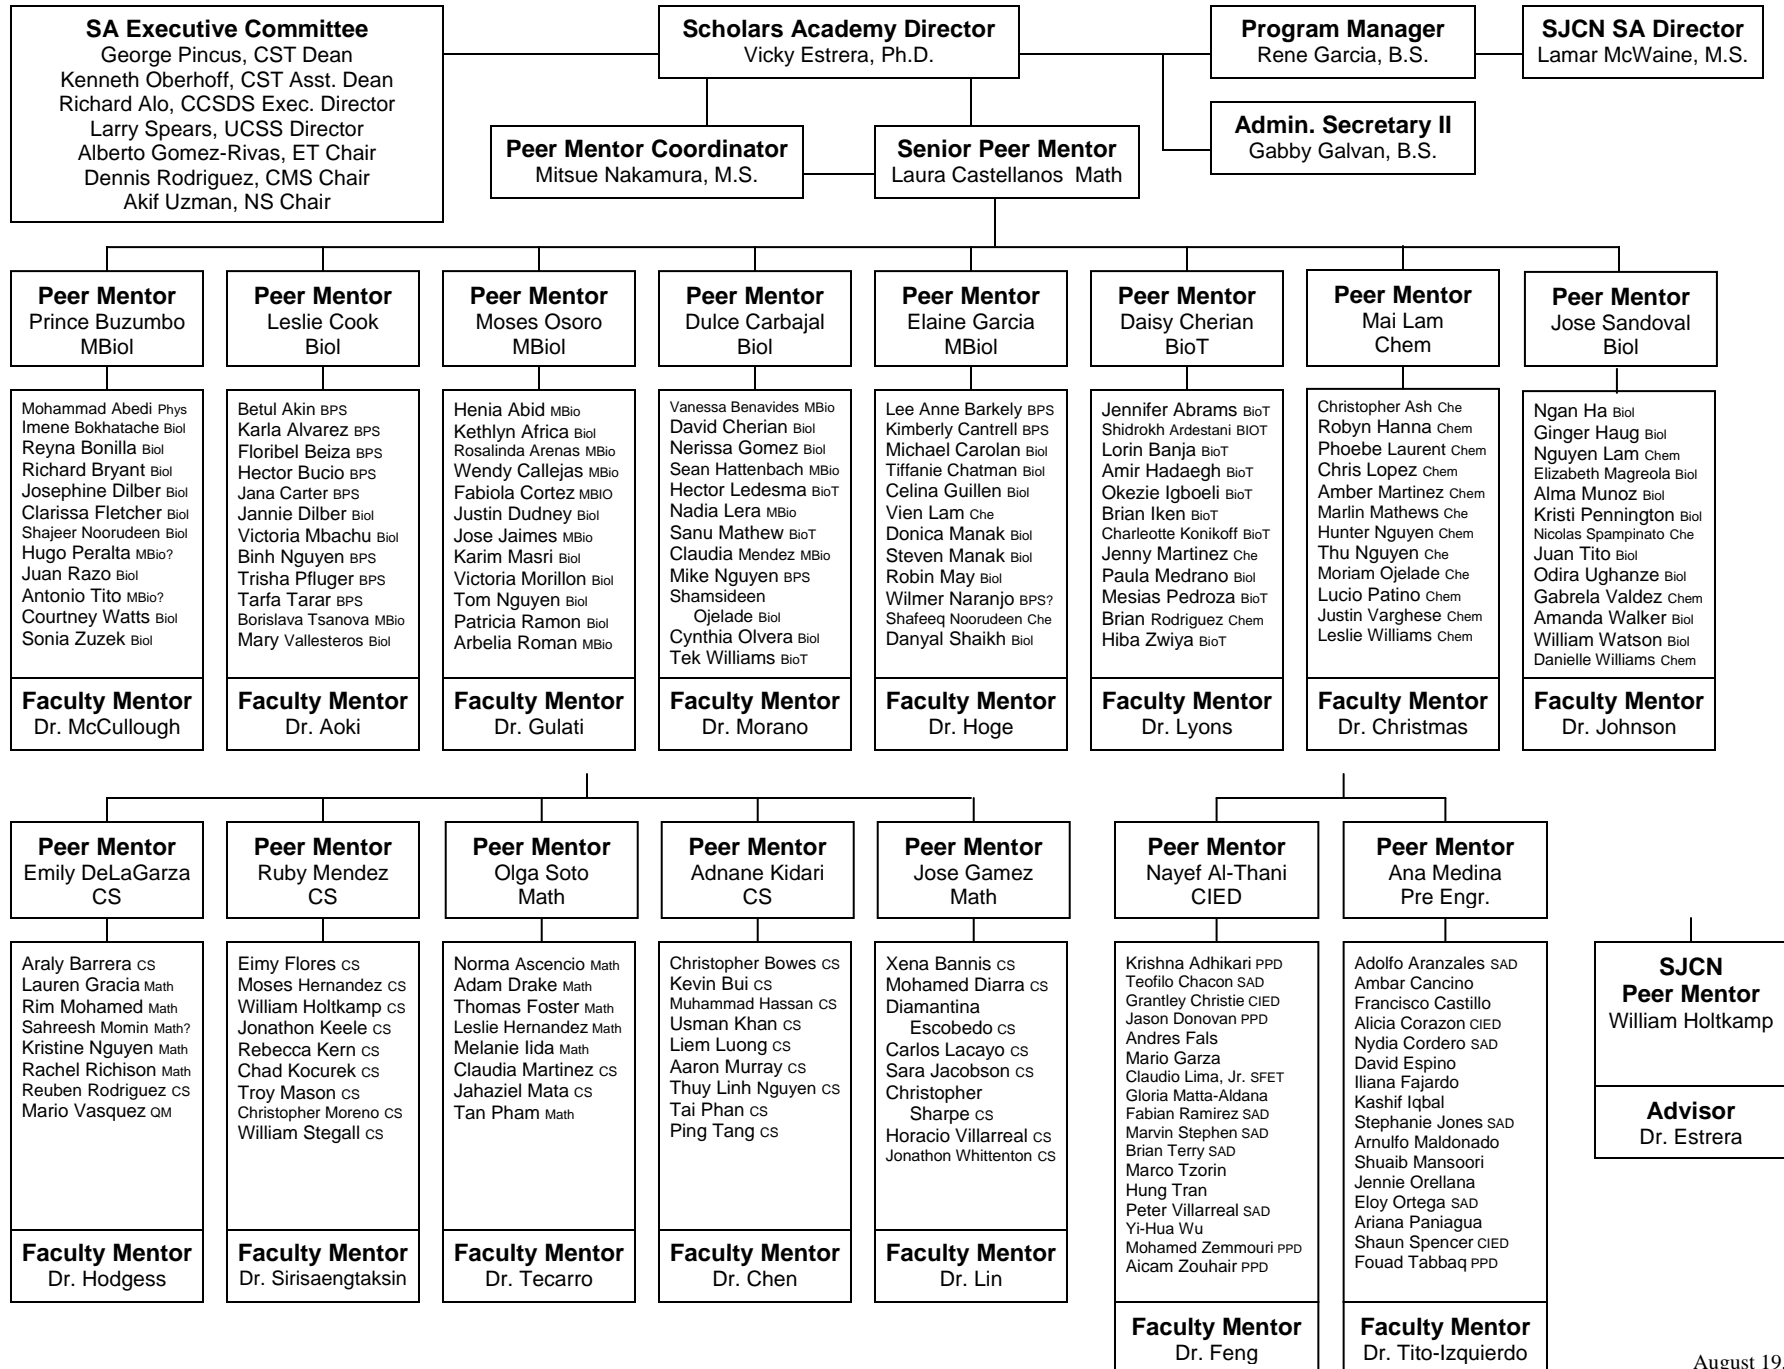 SA Executive Committee
George Pincus, CST Dean
Kenneth Oberhoff, CST Asst. Dean
Richard Alo, CCSDS Exec. Director
Larry Spears, UCSS Director
Alberto Gomez-Rivas, ET Chair
Dennis Rodriguez, CMS Chair
Akif Uzman, NS Chair
Scholars Academy Director
Vicky Estrera, Ph.D.
Program Manager
Rene Garcia, B.S.
SJCN SA Director
Lamar McWaine, M.S.
Peer Mentor Coordinator
Mitsue Nakamura, M.S.
Senior Peer Mentor
Laura Castellanos Math
Admin. Secretary II
Gabby Galvan, B.S.
Peer Mentor
Prince Buzumbo
MBiol
Mohammad Abedi Phys
Imene Bokhatache Biol
Reyna Bonilla Biol
Richard Bryant Biol
Josephine Dilber Biol
Clarissa Fletcher Biol
Shajeer Noorudeen Biol
Hugo Peralta MBio?
Juan Razo Biol
Antonio Tito MBio?
Courtney Watts Biol
Sonia Zuzek Biol
Faculty Mentor
Dr. McCullough
Peer Mentor
Leslie Cook
Biol
Betul Akin BPS
Karla Alvarez BPS
Floribel Beiza BPS
Hector Bucio BPS
Jana Carter BPS
Jannie Dilber Biol
Victoria Mbachu Biol
Binh Nguyen BPS
Trisha Pfluger BPS
Tarfa Tarar BPS
Borislava Tsanova MBio
Mary Vallesteros Biol
Faculty Mentor
Dr. Aoki
Peer Mentor
Moses Osoro
MBiol
Henia Abid MBio
Kethlyn Africa Biol
Rosalinda Arenas MBio
Wendy Callejas MBio
Fabiola Cortez MBIO
Justin Dudney Biol
Jose Jaimes MBio
Karim Masri Biol
Victoria Morillon Biol
Tom Nguyen Biol
Patricia Ramon Biol
Arbelia Roman MBio
Faculty Mentor
Dr. Gulati
Peer Mentor
Dulce Carbajal
Biol
Vanessa Benavides MBio
David Cherian Biol
Nerissa Gomez Biol
Sean Hattenbach MBio
Hector Ledesma BioT
Nadia Lera MBio
Sanu Mathew BioT
Claudia Mendez MBio
Mike Nguyen BPS
Shamsideen
Ojelade Biol
Cynthia Olvera Biol
Tek Williams BioT
Faculty Mentor
Dr. Morano
Peer Mentor
Elaine Garcia
MBiol
Lee Anne Barkely BPS
Kimberly Cantrell BPS
Michael Carolan Biol
Tiffanie Chatman Biol
Celina Guillen Biol
Vien Lam Che
Donica Manak Biol
Steven Manak Biol
Robin May Biol
Wilmer Naranjo BPS?
Shafeeq Noorudeen Che
Danyal Shaikh Biol
Faculty Mentor
Dr. Hoge
Peer Mentor
Daisy Cherian
BioT
Jennifer Abrams BioT
Shidrokh Ardestani BIOT
Lorin Banja BioT
Amir Hadaegh BioT
Okezie Igboeli BioT
Brian Iken BioT
Charleotte Konikoff BioT
Jenny Martinez Che
Paula Medrano Biol
Mesias Pedroza BioT
Brian Rodriguez Chem
Hiba Zwiya BioT
Faculty Mentor
Dr. Lyons
Peer Mentor
Mai Lam
Chem
Christopher Ash Che
Robyn Hanna Chem
Phoebe Laurent Chem
Chris Lopez Chem
Amber Martinez Chem
Marlin Mathews Che
Hunter Nguyen Chem
Thu Nguyen Che
Moriam Ojelade Che
Lucio Patino Chem
Justin Varghese Chem
Leslie Williams Chem
Faculty Mentor
Dr. Christmas
Peer Mentor
Jose Sandoval
Biol
Ngan Ha Biol
Ginger Haug Biol
Nguyen Lam Chem
Elizabeth Magreola Biol
Alma Munoz Biol
Kristi Pennington Biol
Nicolas Spampinato Che
Juan Tito Biol
Odira Ughanze Biol
Gabrela Valdez Chem
Amanda Walker Biol
William Watson Biol
Danielle Williams Chem
Faculty Mentor
Dr. Johnson
Peer Mentor
Emily DeLaGarza
CS
Araly Barrera CS
Lauren Gracia Math
Rim Mohamed Math
Sahreesh Momin Math?
Kristine Nguyen Math
Rachel Richison Math
Reuben Rodriguez CS
Mario Vasquez QM
Faculty Mentor
Dr. Hodgess
Peer Mentor
Ruby Mendez
CS
Eimy Flores CS
Moses Hernandez CS
William Holtkamp CS
Jonathon Keele CS
Rebecca Kern CS
Chad Kocurek CS
Troy Mason CS
Christopher Moreno CS
William Stegall CS
Faculty Mentor
Dr. Sirisaengtaksin
Peer Mentor
Olga Soto
Math
Norma Ascencio Math
Adam Drake Math
Thomas Foster Math
Leslie Hernandez Math
Melanie Iida Math
Claudia Martinez CS
Jahaziel Mata CS
Tan Pham Math
Faculty Mentor
Dr. Tecarro
Peer Mentor
Adnane Kidari
CS
Christopher Bowes CS
Kevin Bui CS
Muhammad Hassan CS
Usman Khan CS
Liem Luong CS
Aaron Murray CS
Thuy Linh Nguyen CS
Tai Phan CS
Ping Tang CS
Faculty Mentor
Dr. Chen
Peer Mentor
Jose Gamez
Math
Xena Bannis CS
Mohamed Diarra CS
Diamantina
Escobedo CS
Carlos Lacayo CS
Sara Jacobson CS
Christopher
Sharpe CS
Horacio Villarreal CS
Jonathon Whittenton CS
Faculty Mentor
Dr. Lin
Peer Mentor
Nayef Al-Thani
CIED
Krishna Adhikari PPD
Teofilo Chacon SAD
Grantley Christie CIED
Jason Donovan PPD
Andres Fals
Mario Garza
Claudio Lima, Jr. SFET
Gloria Matta-Aldana
Fabian Ramirez SAD
Marvin Stephen SAD
Brian Terry SAD
Marco Tzorin
Hung Tran
Peter Villarreal SAD
Yi-Hua Wu
Mohamed Zemmouri PPD
Aicam Zouhair PPD
Faculty Mentor
Dr. Feng
Peer Mentor
Ana Medina
Pre Engr.
Adolfo Aranzales SAD
Ambar Cancino
Francisco Castillo
Alicia Corazon CIED
Nydia Cordero SAD
David Espino
Iliana Fajardo
Kashif Iqbal
Stephanie Jones SAD
Arnulfo Maldonado
Shuaib Mansoori
Jennie Orellana
Eloy Ortega SAD
Ariana Paniagua
Shaun Spencer CIED
Fouad Tabbaq PPD
Faculty Mentor
Dr. Tito-Izquierdo
SJCN
Peer Mentor
William Holtkamp
Advisor
Dr. Estrera
August 19,